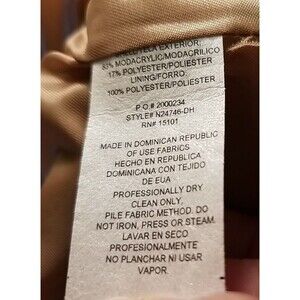 EXTERIOR:
83% MODACRYLIC/MODACRILICO
17% POLYESTER/POLIESTER
LINING/FORRO:
100% POLYESTER/POLIESTER
P.O.# 2000234
STYLE# N24746-DH
RN# 15101
MADE IN DOMINICAN REPUBLIC
OF USA FABRICS
HECHO EN REPUBLICA
DOMINICANA CON TEJIDO
DE EUA
PROFESSIONALLY DRY
CLEAN ONLY,
PILE FABRIC METHOD. DO
NOT IRON, PRESS OR STEAM.
LAVAR EN SECO
PROFESIONALMENTE
NO PLANCHAR NI USAR
VAPOR.